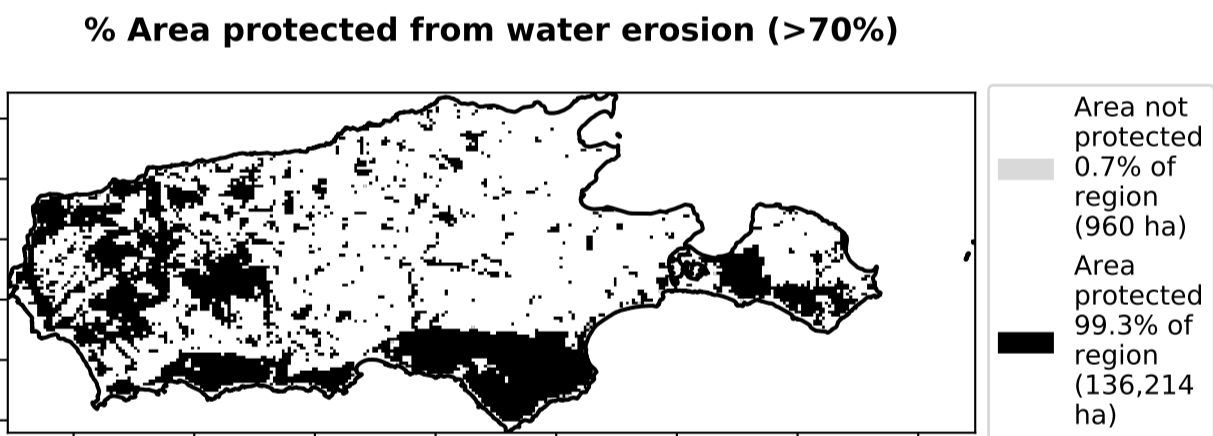 % Area protected from water erosion (>70%)
Area not
protected
0.7% of
region
(960 ha)
Area
protected
99.3% of
region
(136,214
ha)